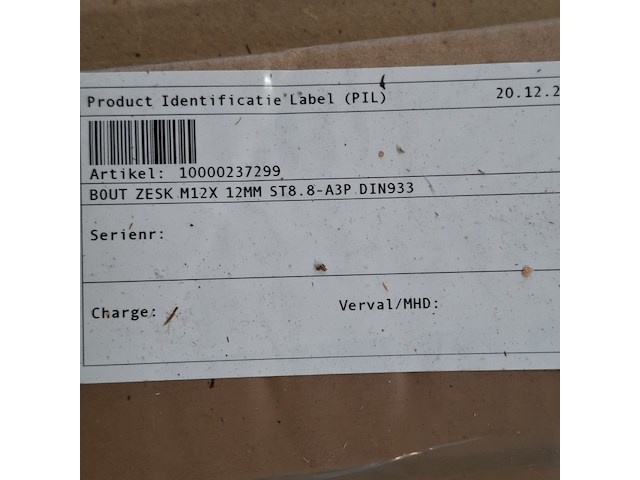 Product Identificatie Label (PIL) 20.12.2
Artikel: 10000237299
BOUT ZESK M12X 12MM ST8.8-A3P DIN933
Serienr:
Charge: Verval/MHD: